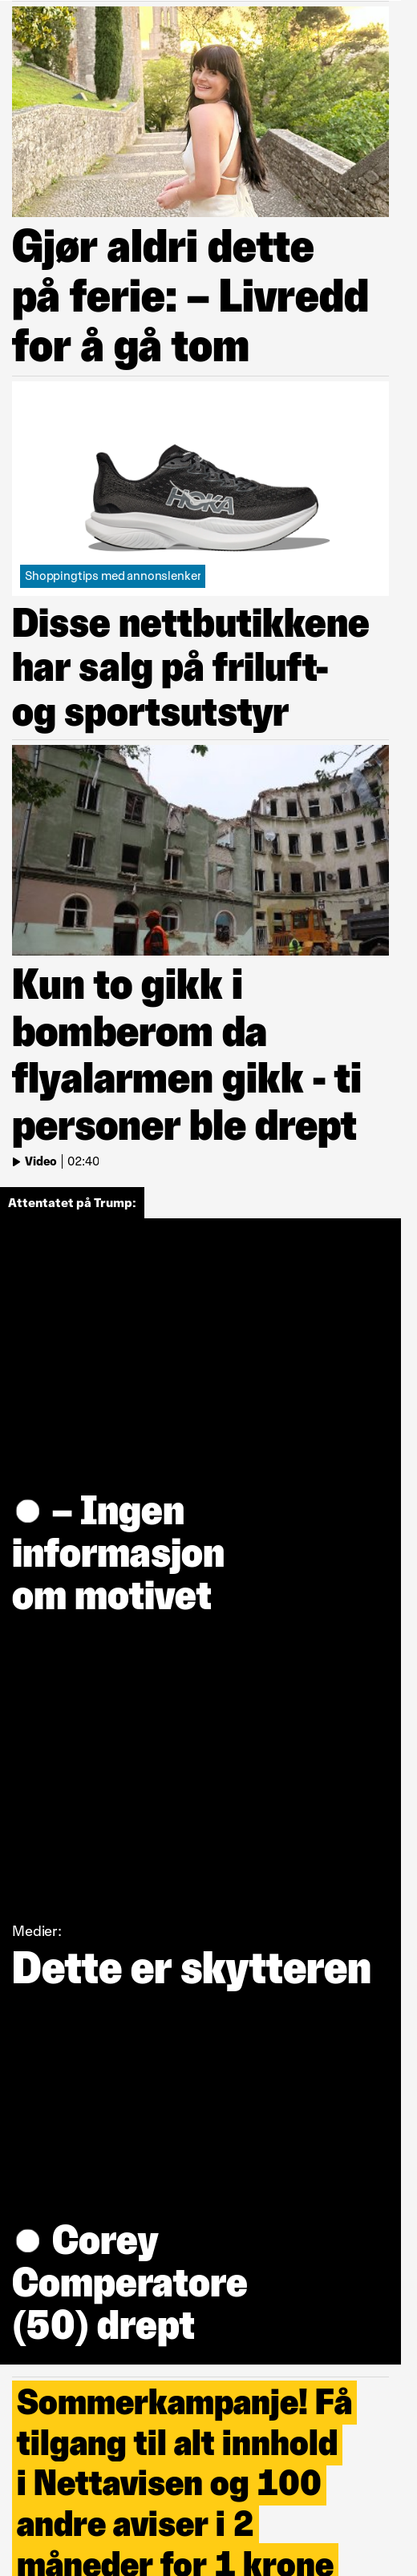 Gjør aldri dette
på ferie: – Livredd
for å gå tom
HOKA
Shoppingtips med annonslenker
Disse nettbutikkene
har salg på friluft-
og sportsutstyr
Kun to gikk i
bomberom da
flyalarmen gikk - ti
personer ble drept
Video | 02:40
Attentatet på Trump:
– Ingen
informasjon
om motivet
Medier:
Dette er skytteren
Corey
Comperatore
(50) drept
Sommerkampanje! Få
tilgang til alt innhold
i Nettavisen og 100
andre aviser i 2
måneder for 1 krone